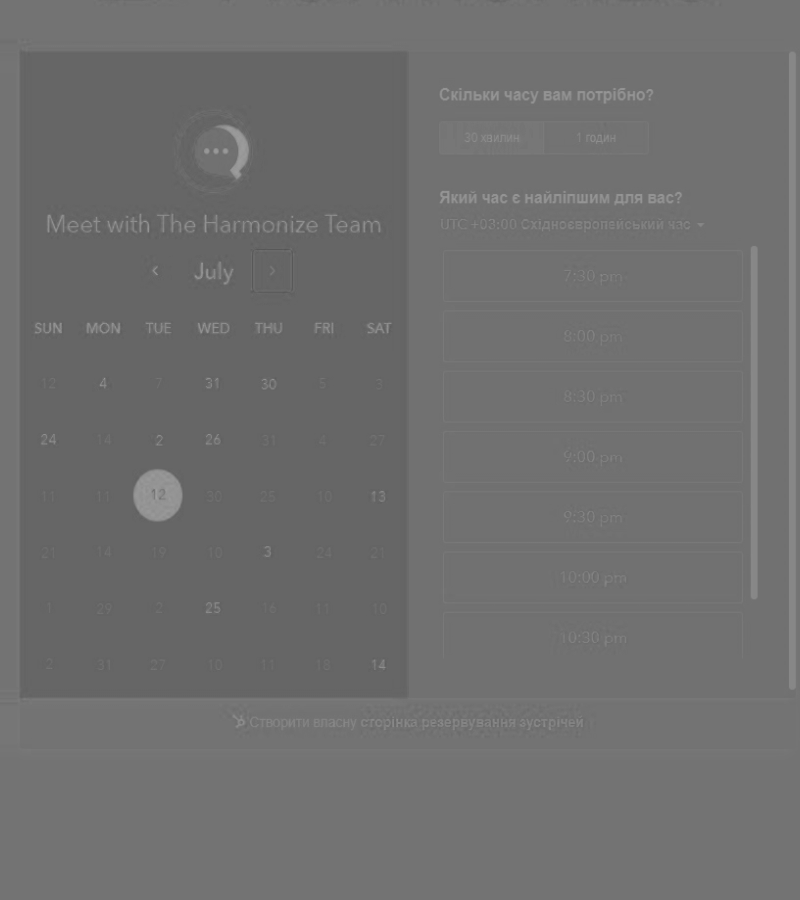 Meet with The Harmonize Team
July
SUN MON TUE WED THU FRI SAT
12 4 7 31 30 5 3
24 14 2 26 31 4 27
11 11 12 30 25 10 13
21 14 19 10 3 24 21
1 29 2 25 16 11 10
2 31 27 10 11 18 14
Скільки часу вам потрібно?
30 хвилин 1 годин
Який час є найліпшим для вас?
UTC +03:00 Східноєвропейський час
7:30 pm
8:00 pm
8:30 pm
9:00 pm
9:30 pm
10:00 pm
10:30 pm
Створити власну сторінка резервування зустрічей